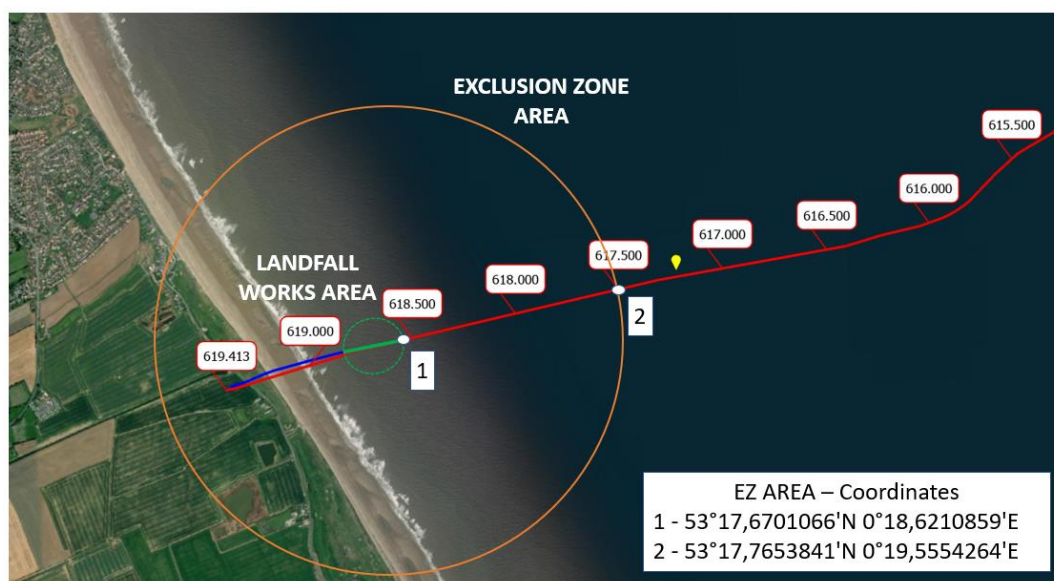 EXCLUSION ZONE
AREA
615.500
616.000
616.500
617.000
617.500
LANDFALL
WORKS AREA
618.000
618.500
619.000
2
619.413
1
EZ AREA – Coordinates
1 - 53°17,6701066'N 0°18,6210859'E
2 - 53°17,7653841'N 0°19,5554264'E